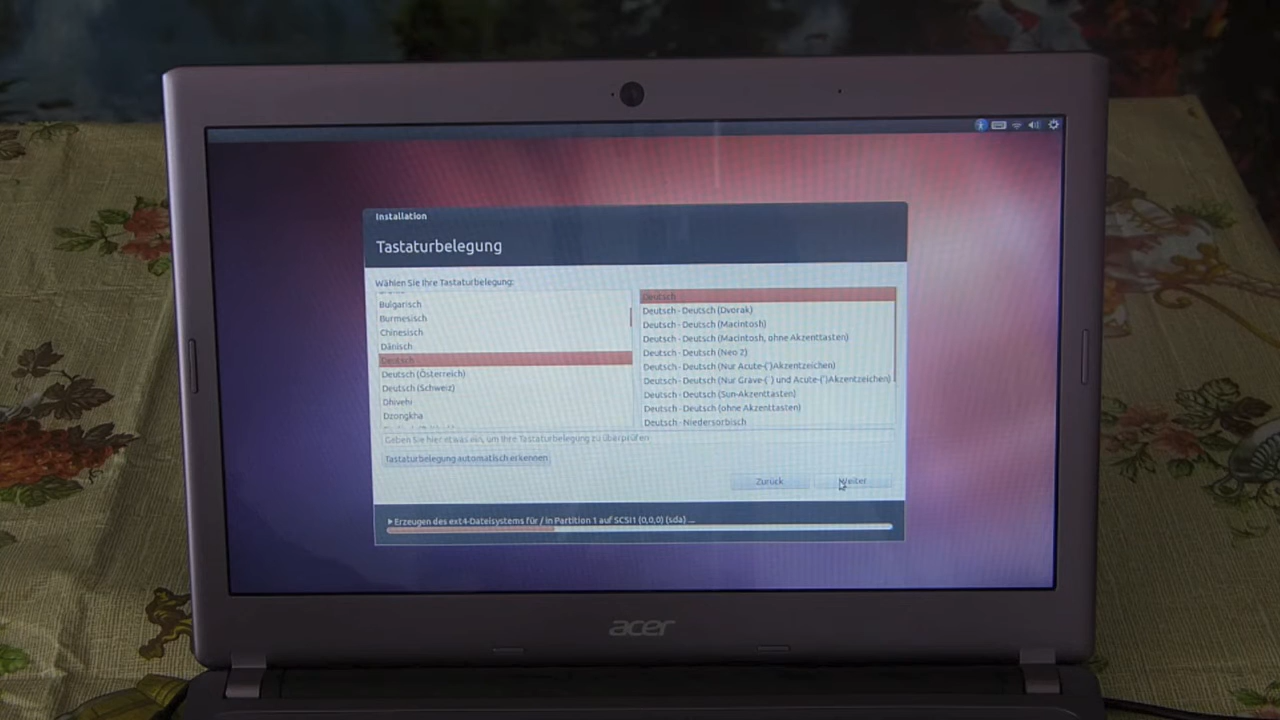 Installation
Tastaturbelegung
Wählen Sie Ihre Tastaturbelegung:
Bulgarisch
Burmesisch
Chinesisch
Dänisch
Deutsch
Deutsch (Österreich)
Deutsch (Schweiz)
Dhivehi
Dzongkha
Deutsch
Deutsch - Deutsch (Dvorak)
Deutsch - Deutsch (Macintosh)
Deutsch - Deutsch (Macintosh, ohne Akzenttasten)
Deutsch - Deutsch (Neo 2)
Deutsch - Deutsch (Nur Acute-(´)Akzentzeichen)
Deutsch - Deutsch (Nur Grave-(`) und Acute-(´)Akzentzeichen)
Deutsch - Deutsch (Sun-Akzenttasten)
Deutsch - Deutsch (ohne Akzenttasten)
Deutsch - Niedersorbisch
Geben Sie hier etwas ein, um Ihre Tastaturbelegung zu überprüfen
Tastaturbelegung automatisch erkennen
Zurück
Weiter
Erzeugen des ext4-Dateisystems für / in Partition 1 auf SCSI1 (0,0,0) (sda) ...
acer